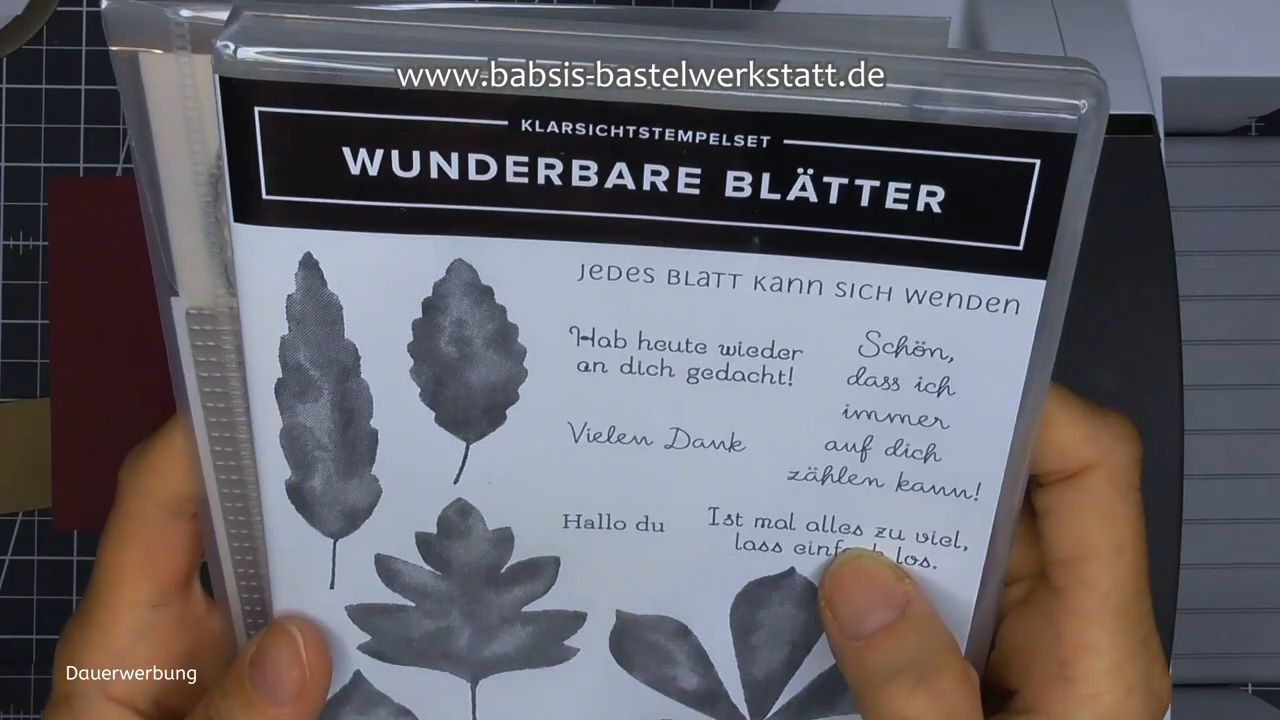 www.babsis-bastelwerkstatt.de
KLARSICHTSTEMPELSET
WUNDERBARE BLÄTTER
JEDES BLATT KANN SICH WENDEN
Hab heute wieder
an dich gedacht!
Schön,
dass ich
immer
auf dich
zählen kann!
Vielen Dank
Hallo du
Ist mal alles zu viel,
lass los.
Dauerwerbung